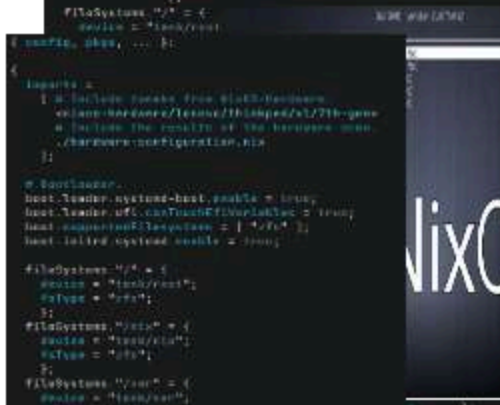 fileSystems."/" = {
device = "tank/root
{ config, pkgs, ... }:
{
imports =
[ # Include tweaks from NixOS-Hardware
<nixos-hardware/lenovo/thinkpad/x1/7th-gen>
# Include the results of the hardware scan.
./hardware-configuration.nix
];
# Bootloader.
boot.loader.systemd-boot.enable = true;
boot.loader.efi.canTouchEfiVariables = true;
boot.supportedFilesystems = [ "zfs" ];
boot.initrd.systemd.enable = true;
fileSystems."/" = {
device = "tank/root";
fsType = "zfs";
};
fileSystems."/nix" = {
device = "tank/nix";
fsType = "zfs";
};
fileSystems."/var" = {
device = "tank/var";
NixO